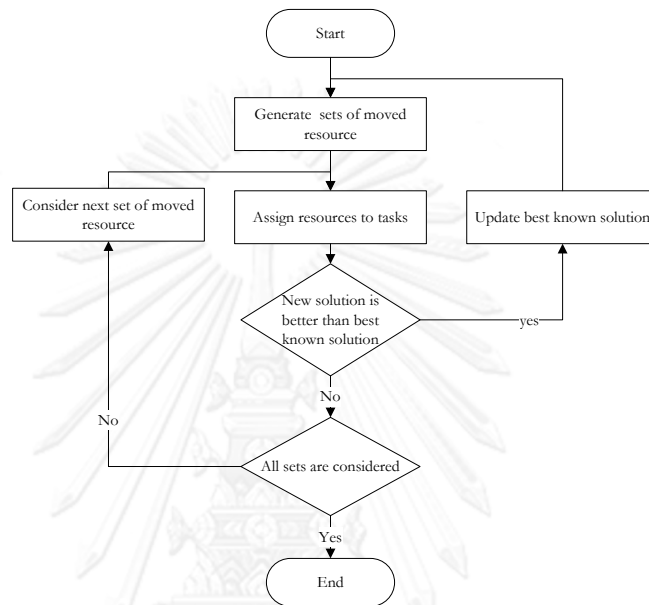 Start
Generate sets of moved
resource
Consider next set of moved
resource
Assign resources to tasks
Update best known solution
New solution is
better than best
known solution
yes
No
No
All sets are considered
Yes
End